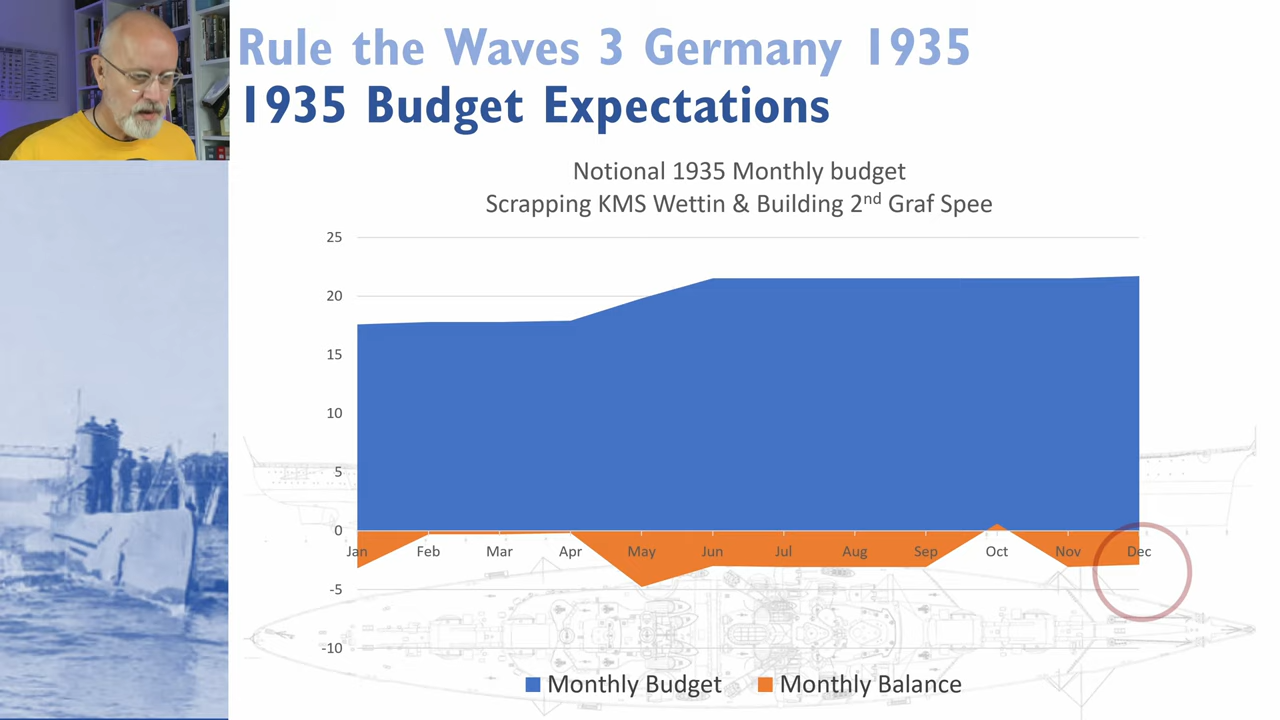 Rule the Waves 3 Germany 1935
1935 Budget Expectations
Notional 1935 Monthly budget
Scrapping KMS Wettin & Building 2nd Graf Spee
25
20
15
10
5
0
-5
-10
Jan Feb Mar Apr May Jun Jul Aug Sep Oct Nov Dec
Monthly Budget Monthly Balance